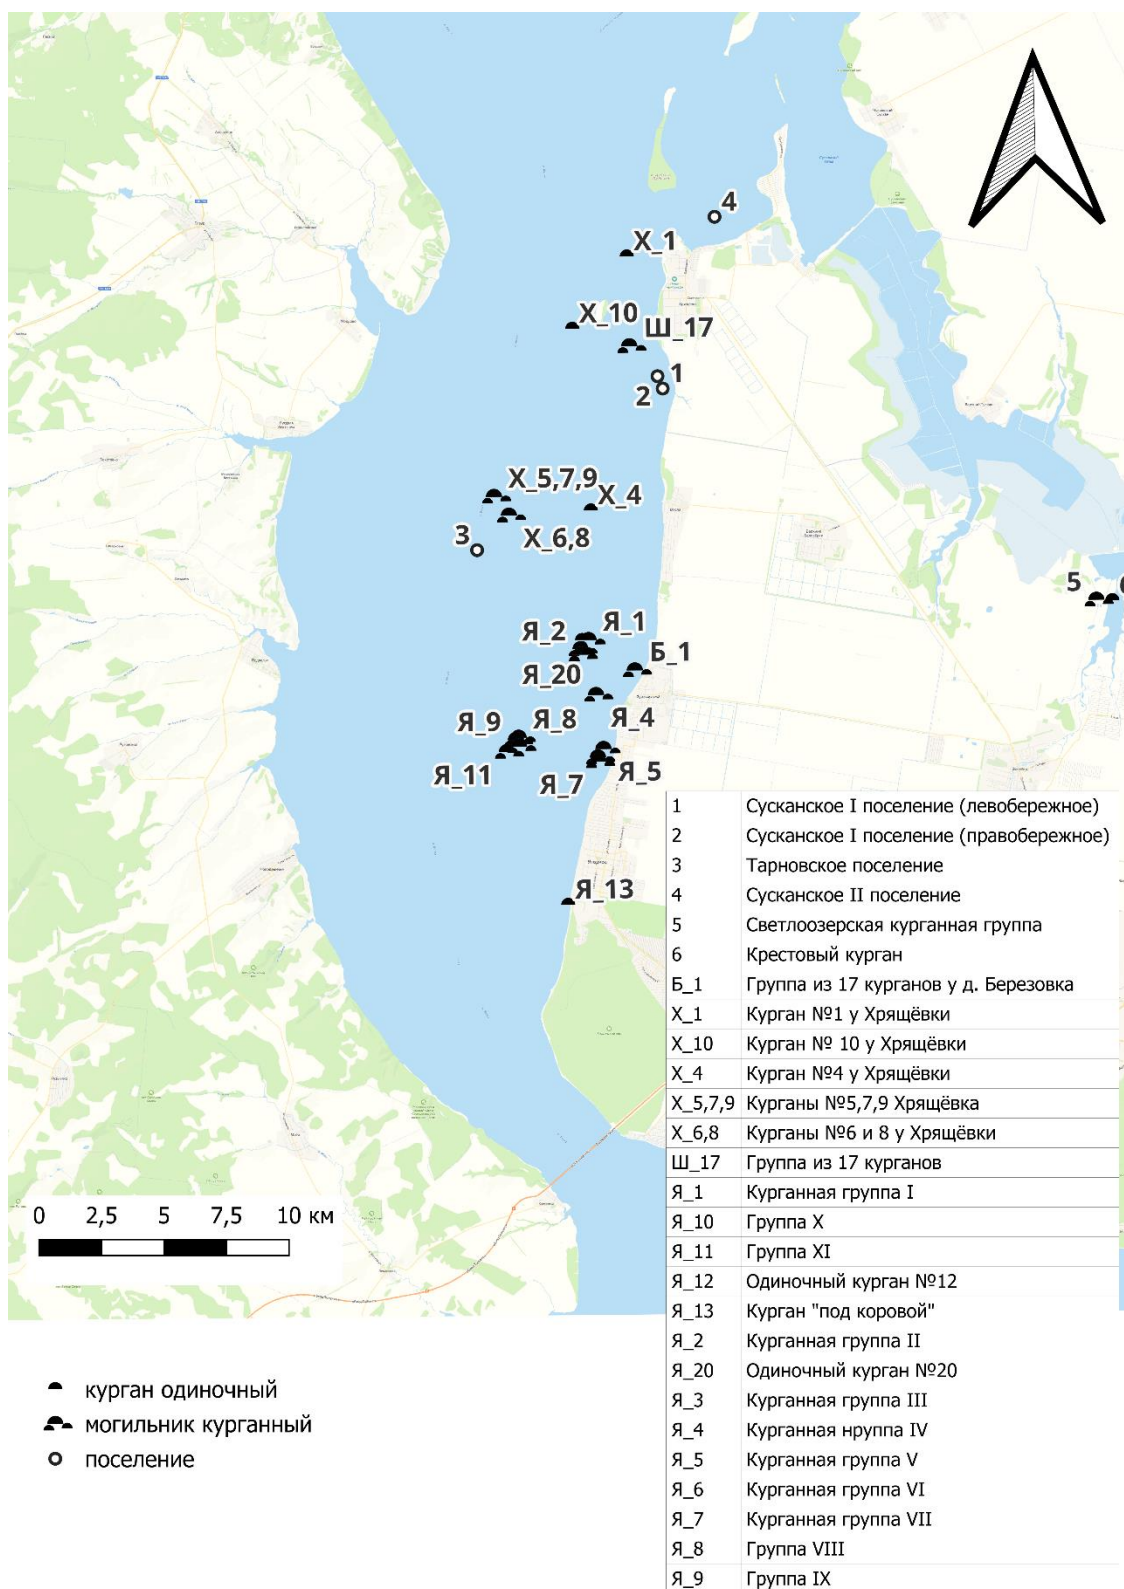 4
Х_1
Х_10
Ш_17
1
2
Х_5,7,9
Х_4
Х_6,8
3
5
Я_1
Я_2
Б_1
Я_20
Я_9
Я_8
Я_4
Я_11
Я_7
Я_5
Я_13
1 Сусканское I поселение (левобережное)
2 Сусканское I поселение (правобережное)
3 Тарновское поселение
4 Сусканское II поселение
5 Светлоозерская курганная группа
6 Крестовый курган
Б_1 Группа из 17 курганов у д. Березовка
Х_1 Курган №1 у Хрящёвки
Х_10 Курган № 10 у Хрящёвки
Х_4 Курган №4 у Хрящёвки
Х_5,7,9 Курганы №5,7,9 Хрящёвка
Х_6,8 Курганы №6 и 8 у Хрящёвки
Ш_17 Группа из 17 курганов
Я_1 Курганная группа I
Я_10 Группа X
Я_11 Группа XI
Я_12 Одиночный курган №12
Я_13 Курган "под коровой"
Я_2 Курганная группа II
Я_20 Одиночный курган №20
Я_3 Курганная группа III
Я_4 Курганная нруппа IV
Я_5 Курганная группа V
Я_6 Курганная группа VI
Я_7 Курганная группа VII
Я_8 Группа VIII
Я_9 Группа IX
0 2,5 5 7,5 10 км
курган одиночный
могильник курганный
поселение